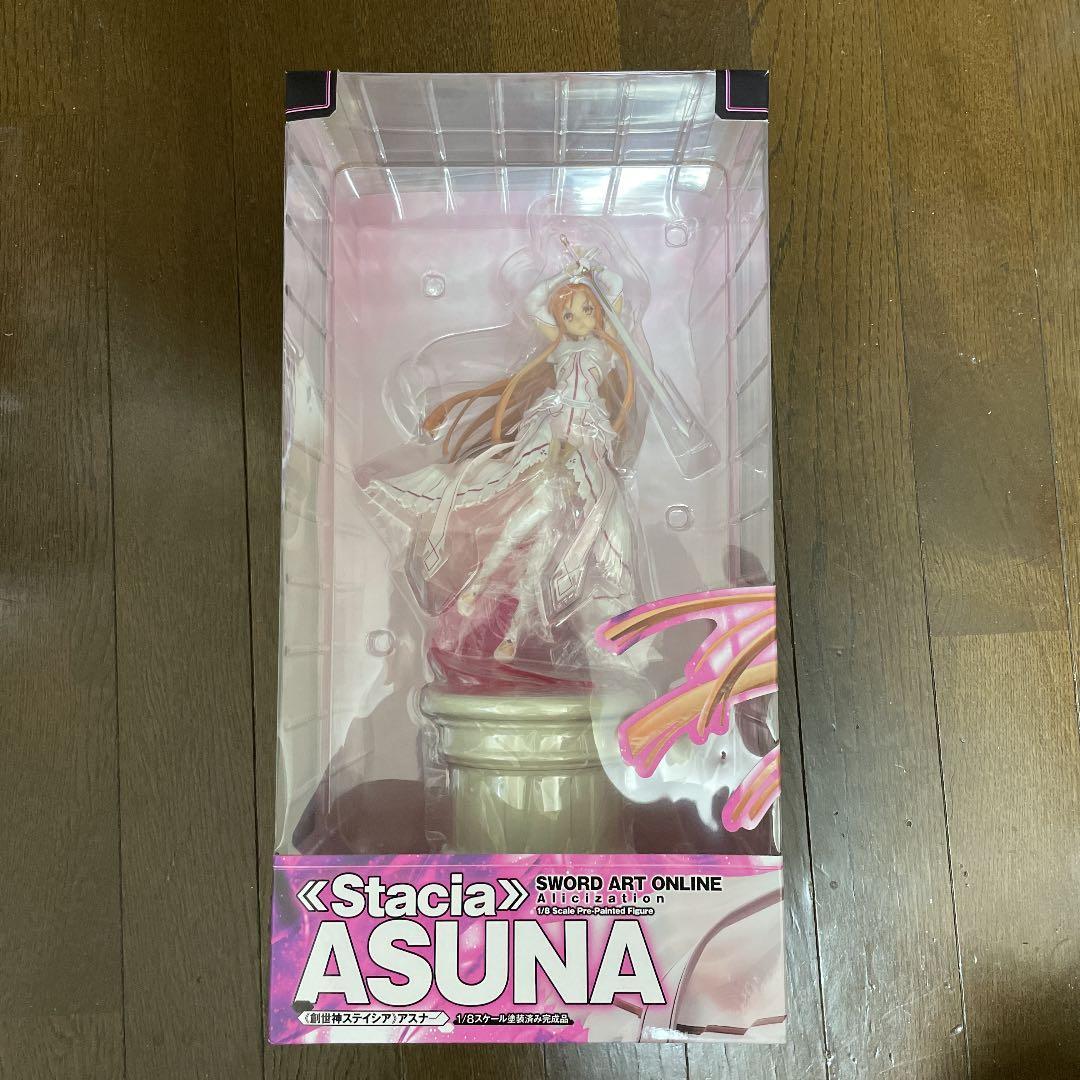 《Stacia》
SWORD ART ONLINE
Alicization
1/8 Scale Pre-Painted Figure
ASUNA
《創世神ステイシア》アスナ
1/8スケール塗装済み完成品